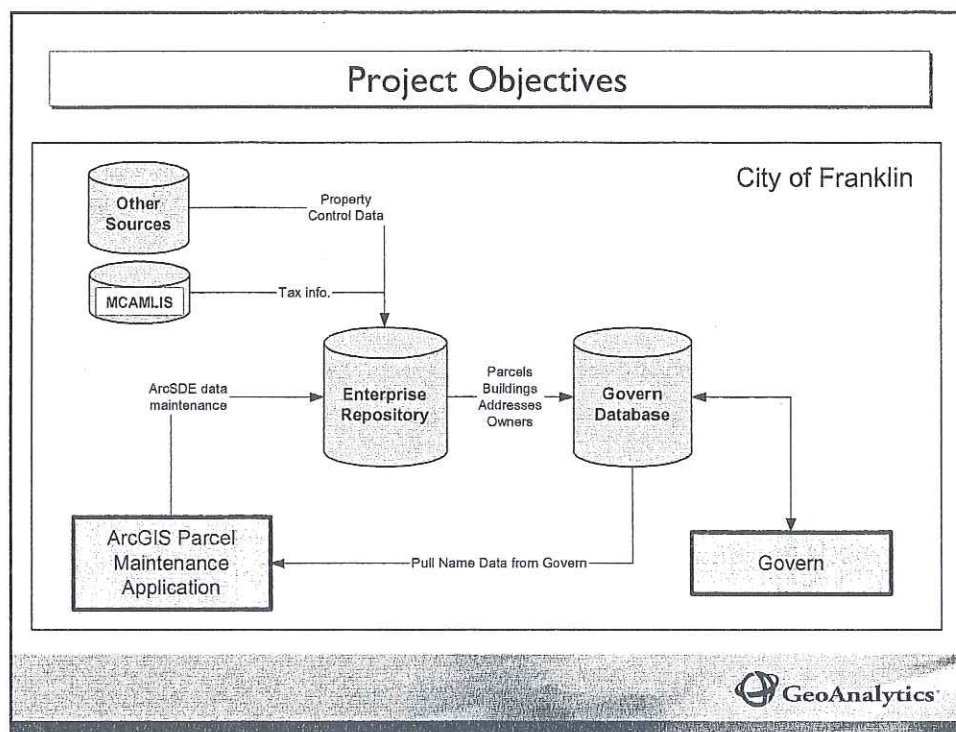 Project Objectives
City of Franklin
Other
Sources
Property
Control Data
MCAMLIS
Tax info.
ArcSDE data
maintenance
Enterprise
Repository
Parcels
Buildings
Addresses
Owners
Govern
Database
ArcGIS Parcel
Maintenance
Application
Pull Name Data from Govern
Govern
GeoAnalytics